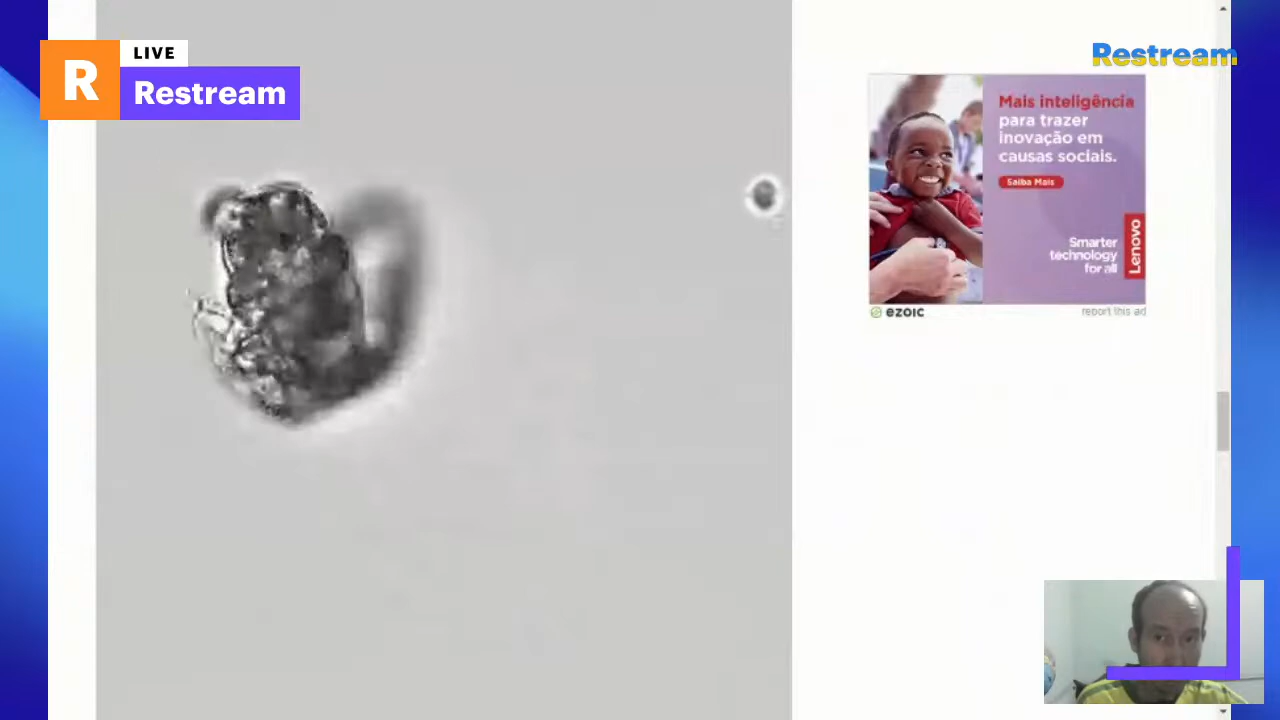 R
LIVE
Restream
Restream
Mais inteligência
para trazer
inovação em
causas sociais.
Saiba Mais
Smarter
technology
for all
Lenovo
ezoic
report this ad